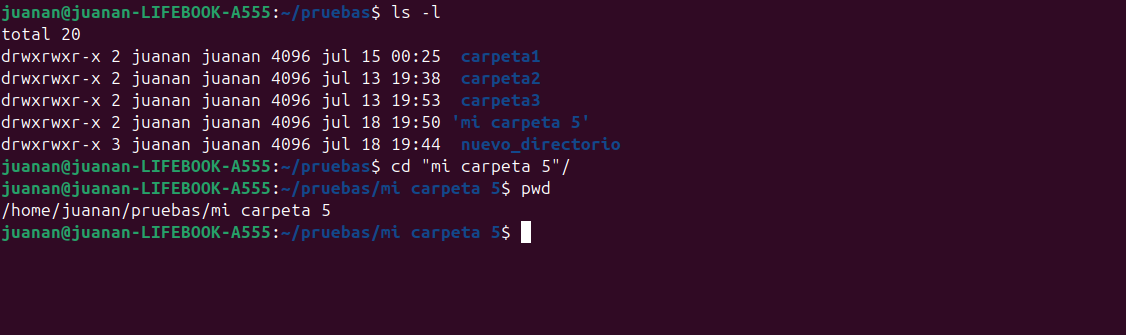 juanan@juanan-LIFEBOOK-A555:~/pruebas$ ls -l
total 20
drwxrwxr-x 2 juanan juanan 4096 jul 15 00:25  carpeta1
drwxrwxr-x 2 juanan juanan 4096 jul 13 19:38  carpeta2
drwxrwxr-x 2 juanan juanan 4096 jul 13 19:53  carpeta3
drwxrwxr-x 2 juanan juanan 4096 jul 18 19:50 'mi carpeta 5'
drwxrwxr-x 3 juanan juanan 4096 jul 18 19:44  nuevo_directorio
juanan@juanan-LIFEBOOK-A555:~/pruebas$ cd "mi carpeta 5"/
juanan@juanan-LIFEBOOK-A555:~/pruebas/mi carpeta 5$ pwd
/home/juanan/pruebas/mi carpeta 5
juanan@juanan-LIFEBOOK-A555:~/pruebas/mi carpeta 5$